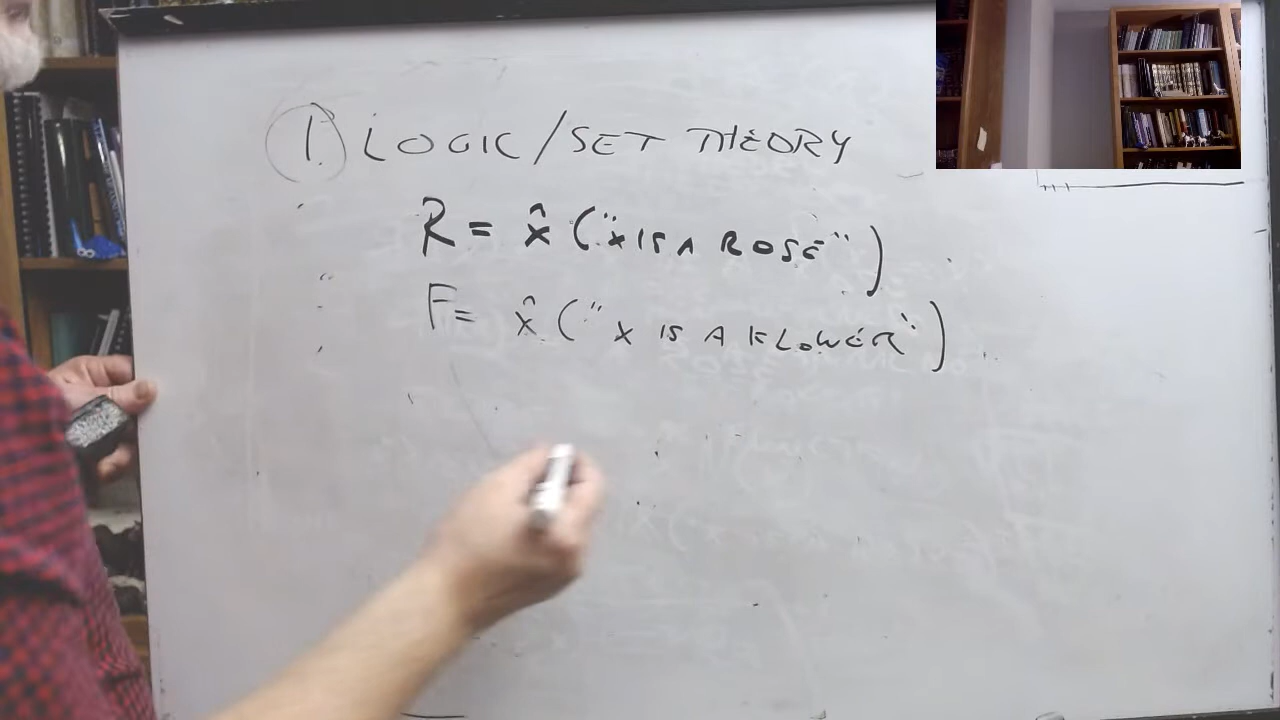 1.) LOGIC/SET THEORY
R = x̂ ("x IS A ROSE")
F = x̂ ("x IS A FLOWER")